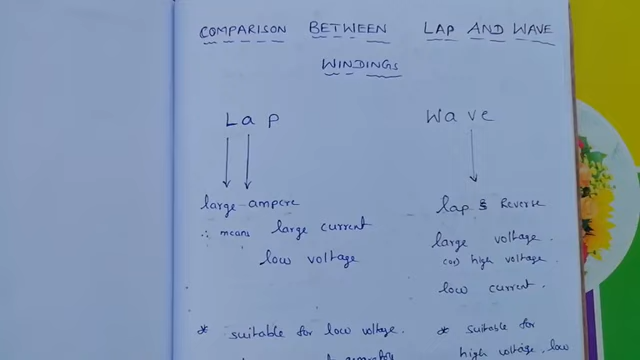 COMPARISON BETWEEN LAP AND WAVE
WINDINGS
Lap
large-ampere
∴ means large current
low voltage
* suitable for low voltage.
Wave
lap § Reverse
large voltage.
(or) high voltage.
low current.
* suitable for
high voltage, low